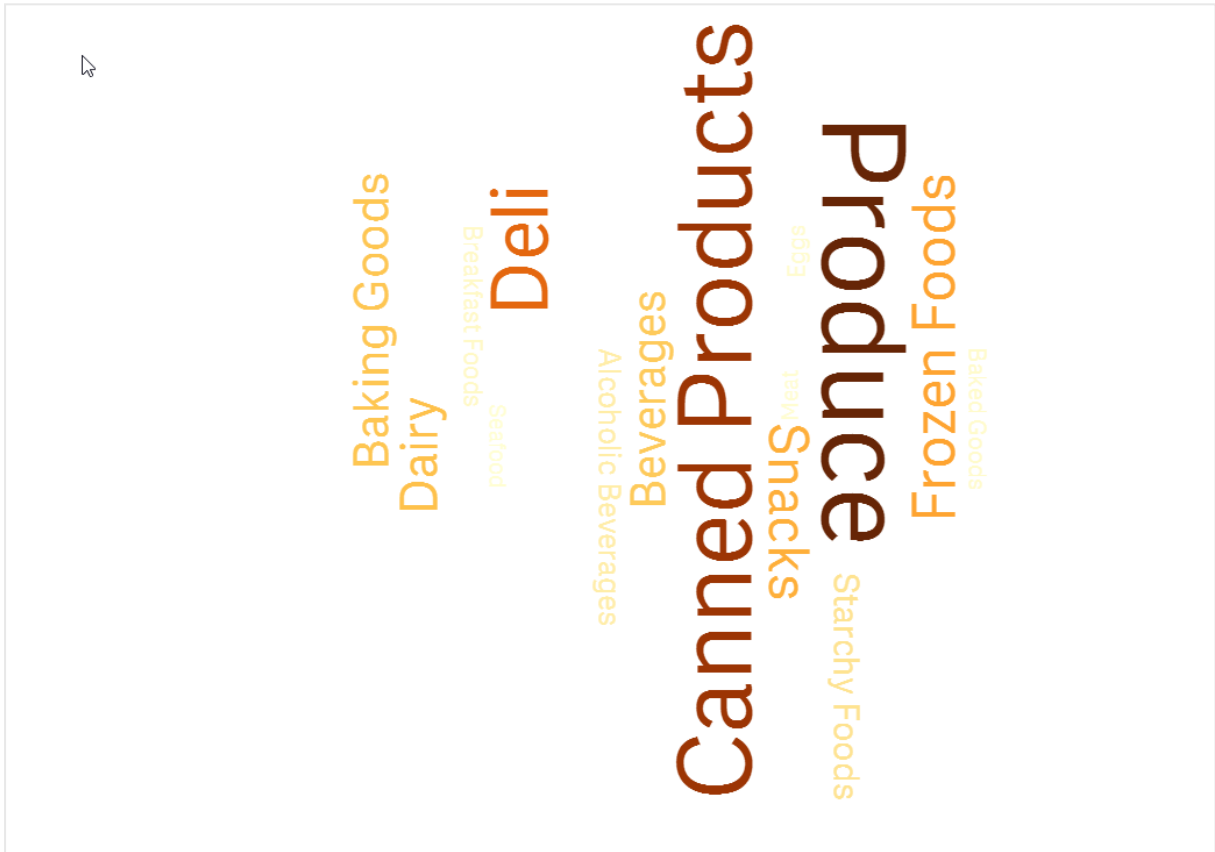 Baking Goods
Dairy
Breakfast Foods
Seafood
Deli
Alcoholic Beverages
Beverages
Canned Products
Eggs
Meat
Snacks
Produce
Starchy Foods
Frozen Foods
Baked Goods